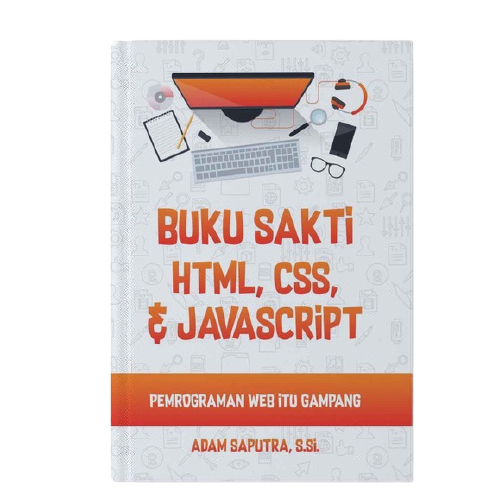 BUKU SAKTi
HTML, CSS,
& JAVASCRiPT
PEMROGRAMAN WEB iTU GAMPANG
ADAM SAPUTRA, S.Si.